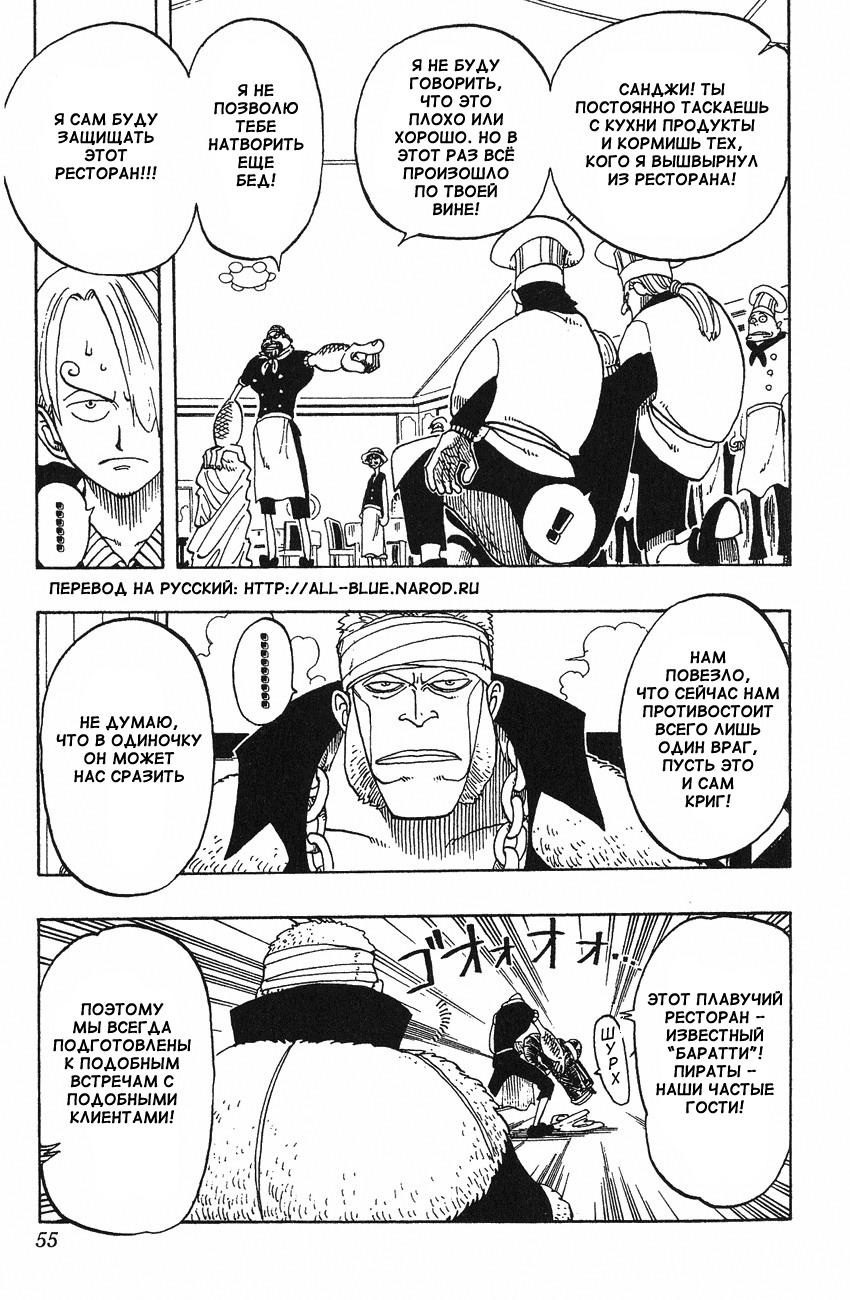 САНДЖИ! ТЫ
ПОСТОЯННО ТАСКАЕШЬ
С КУХНИ ПРОДУКТЫ
И КОРМИШЬ ТЕХ,
КОГО Я ВЫШВЫРНУЛ
ИЗ РЕСТОРАНА!
Я НЕ БУДУ
ГОВОРИТЬ,
ЧТО ЭТО
ПЛОХО ИЛИ
ХОРОШО. НО В
ЭТОТ РАЗ ВСЁ
ПРОИЗОШЛО
ПО ТВОЕЙ
ВИНЕ!
Я НЕ
ПОЗВОЛЮ
ТЕБЕ
НАТВОРИТЬ
ЕЩЕ
БЕД!
!
Я САМ БУДУ
ЗАЩИЩАТЬ
ЭТОТ
РЕСТОРАН!!!
......
ПЕРЕВОД НА РУССКИЙ: HTTP://ALL-BLUE.NAROD.RU
НАМ
ПОВЕЗЛО,
ЧТО СЕЙЧАС НАМ
ПРОТИВОСТОИТ
ВСЕГО ЛИШЬ
ОДИН ВРАГ,
ПУСТЬ ЭТО
И САМ
КРИГ!
........
НЕ ДУМАЮ,
ЧТО В ОДИНОЧКУ
ОН МОЖЕТ
НАС СРАЗИТЬ
ЭТОТ ПЛАВУЧИЙ
РЕСТОРАН –
ИЗВЕСТНЫЙ
"БАРАТТИ"!
ПИРАТЫ –
НАШИ ЧАСТЫЕ
ГОСТИ!
ШУРХ
ゴオォオォ...
ПОЭТОМУ
МЫ ВСЕГДА
ПОДГОТОВЛЕНЫ
К ПОДОБНЫМ
ВСТРЕЧАМ С
ПОДОБНЫМИ
КЛИЕНТАМИ!
55